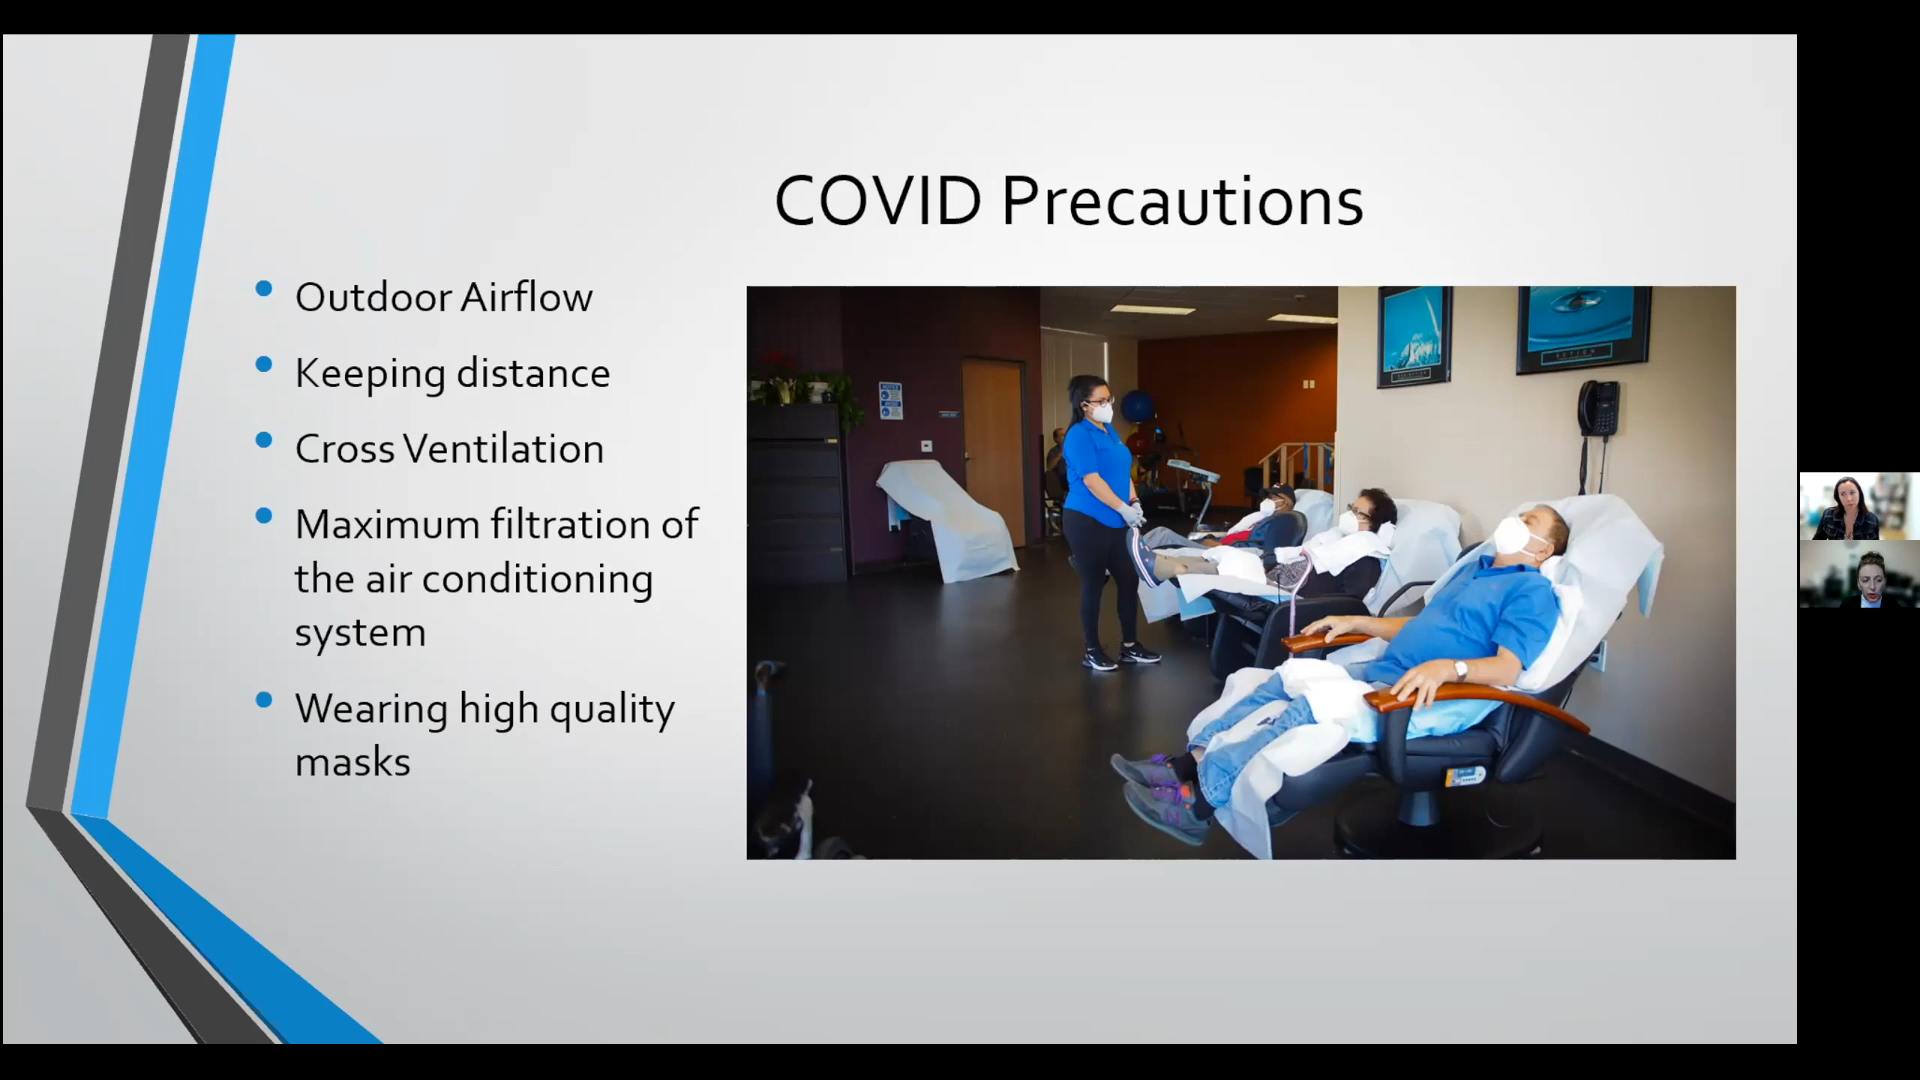 COVID Precautions
• Outdoor Airflow
• Keeping distance
• Cross Ventilation
• Maximum filtration of
the air conditioning
system
• Wearing high quality
masks